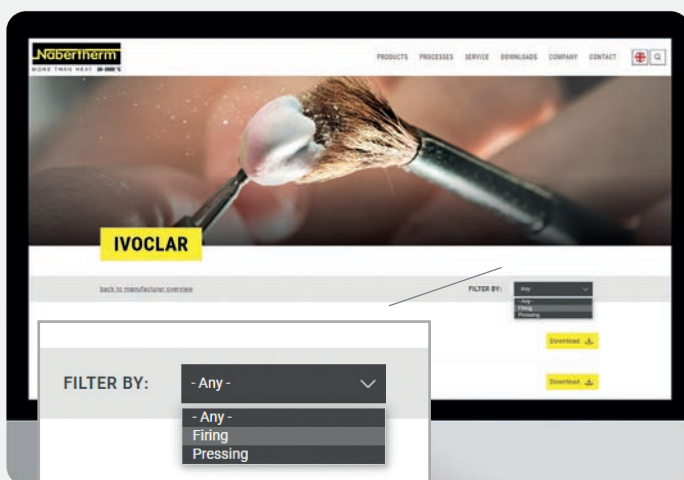 Nabertherm
MORE THAN HEAT 30-3000 °C
PRODUCTS PROCESSES SERVICE DOWNLOADS COMPANY CONTACT
IVOCLAR
back to manufacturer overview
FILTER BY: - Any -
- Any -
Firing
Pressing
Download
Download
FILTER BY: - Any -
- Any -
Firing
Pressing